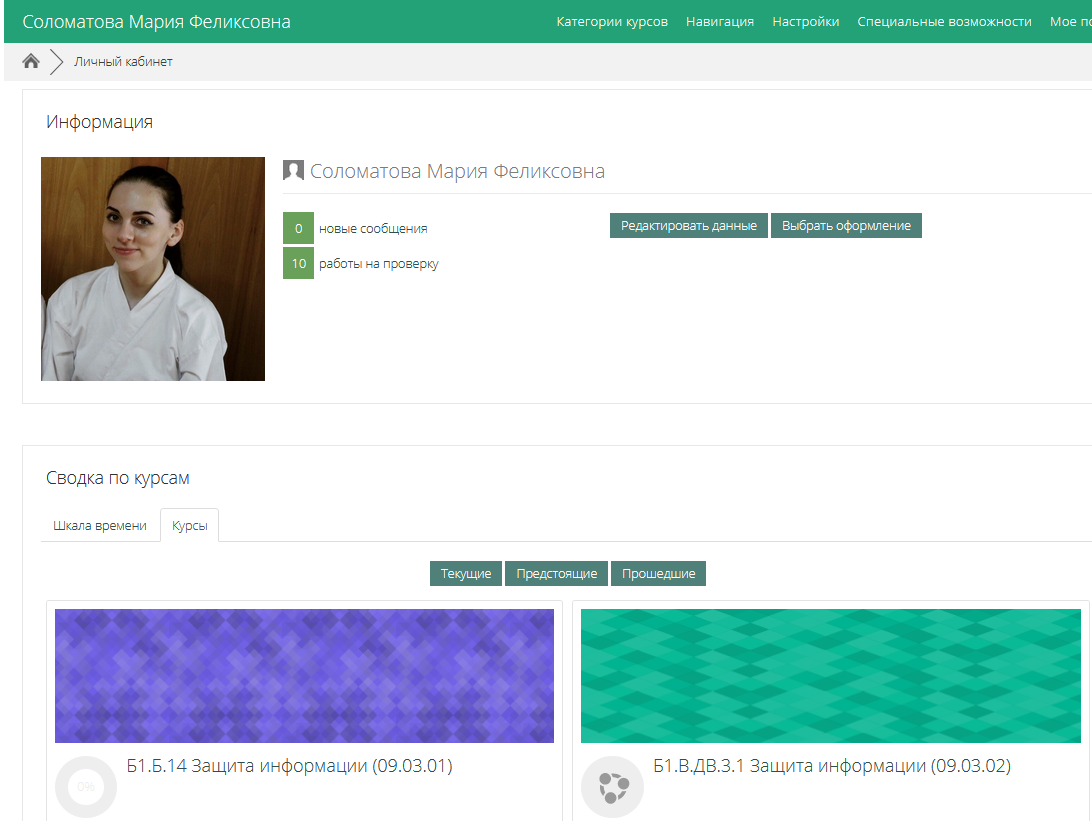 Соломатова Мария Феликсовна
Категории курсов Навигация Настройки Специальные возможности Мое
Личный кабинет
Информация
Соломатова Мария Феликсовна
0 новые сообщения
Редактировать данные Выбрать оформление
10 работы на проверку
Сводка по курсам
Шкала времени Курсы
Текущие Предстоящие Прошедшие
Б1.Б.14 Защита информации (09.03.01)
Б1.В.ДВ.3.1 Защита информации (09.03.02)
0%